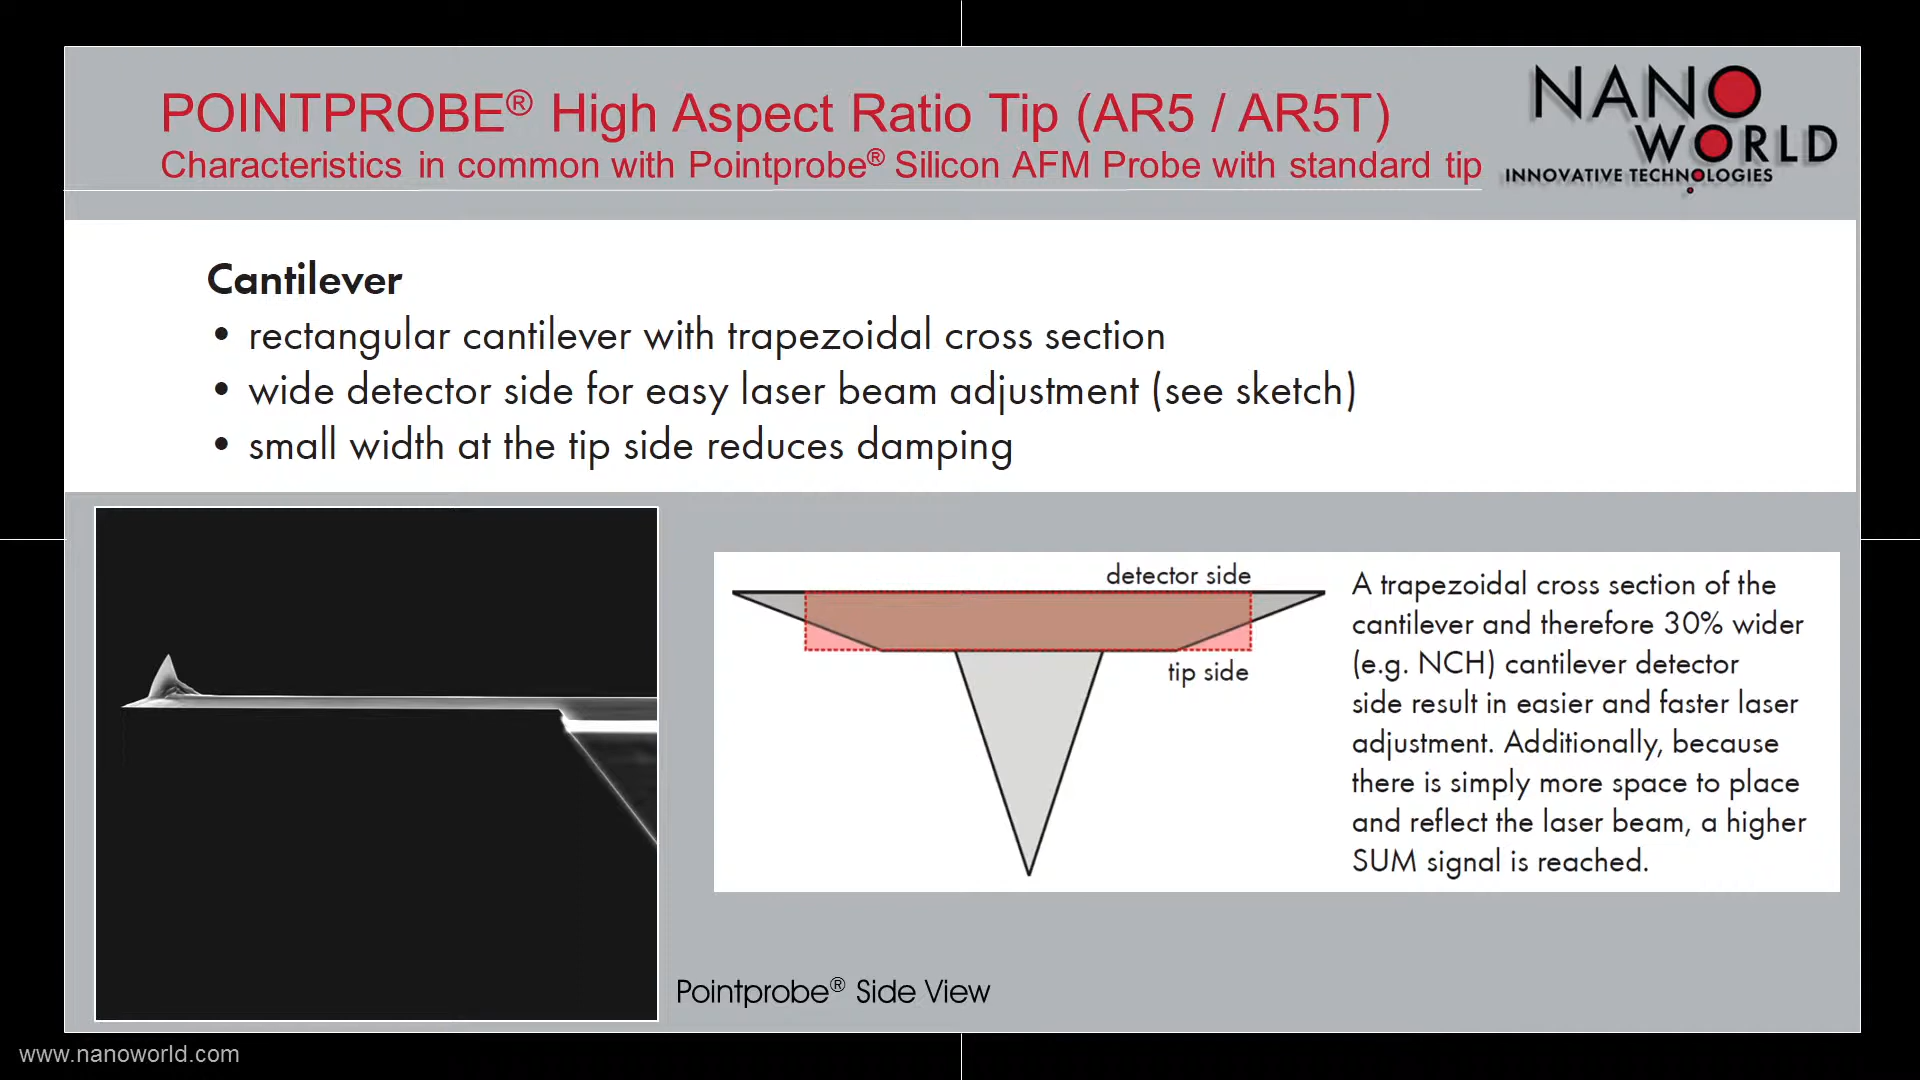 POINTPROBE® High Aspect Ratio Tip (AR5 / AR5T)
Characteristics in common with Pointprobe® Silicon AFM Probe with standard tip
NANO
WORLD
INNOVATIVE TECHNOLOGIES
Cantilever
• rectangular cantilever with trapezoidal cross section
• wide detector side for easy laser beam adjustment (see sketch)
• small width at the tip side reduces damping
detector side
tip side
A trapezoidal cross section of the
cantilever and therefore 30% wider
(e.g. NCH) cantilever detector
side result in easier and faster laser
adjustment. Additionally, because
there is simply more space to place
and reflect the laser beam, a higher
SUM signal is reached.
Pointprobe® Side View
www.nanoworld.com